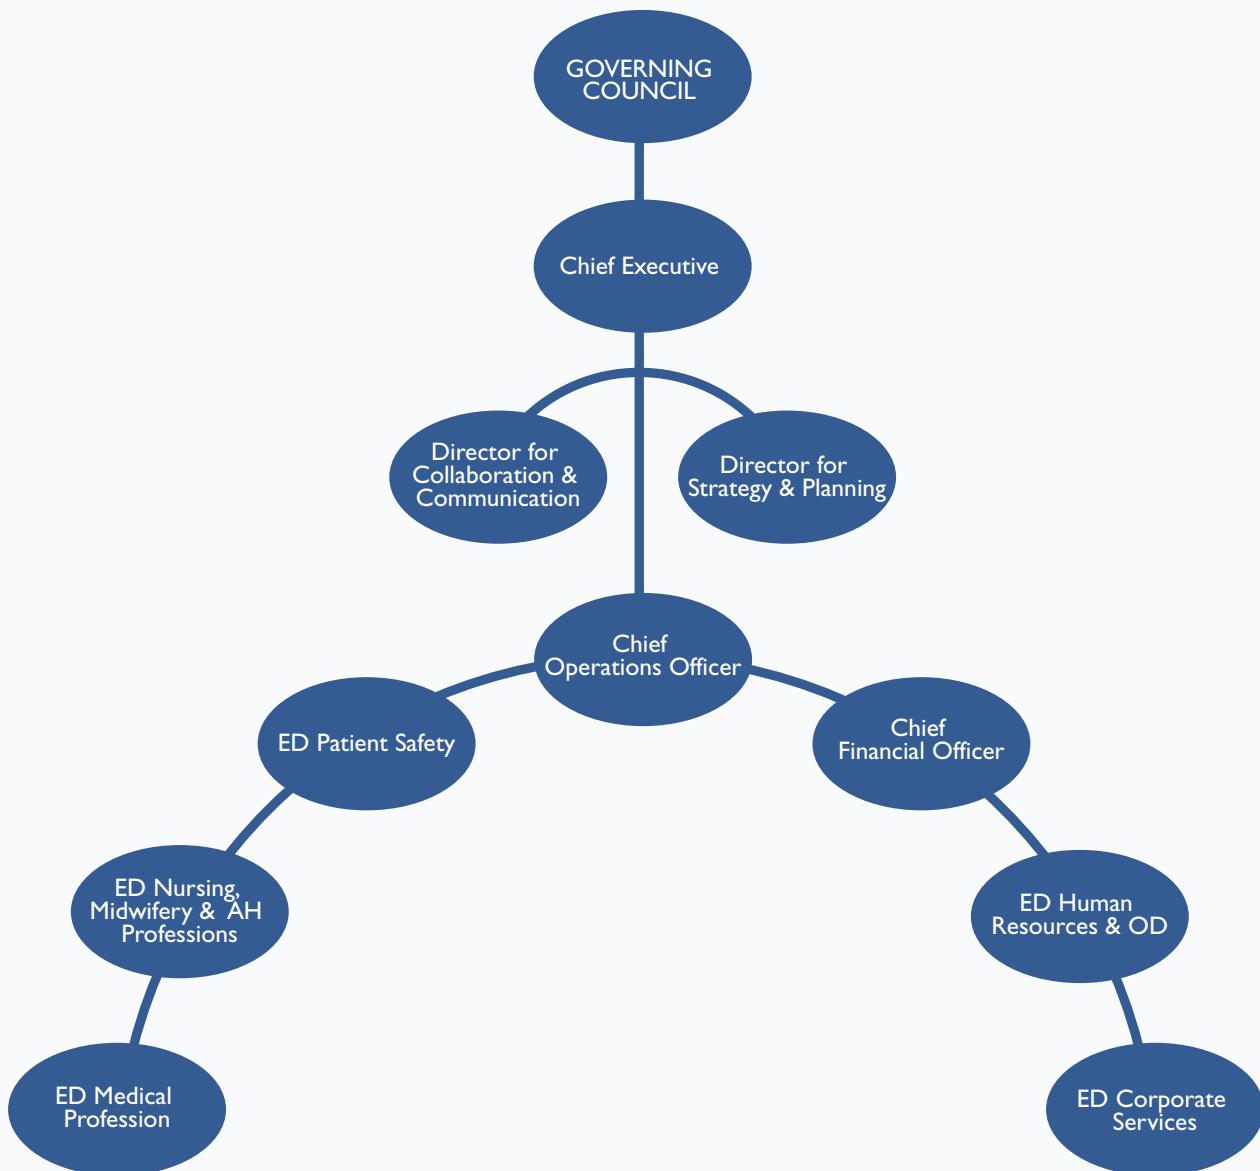 GOVERNING
COUNCIL
Chief Executive
Director for
Collaboration &
Communication
Director for
Strategy & Planning
Chief
Operations Officer
ED Patient Safety
Chief
Financial Officer
ED Nursing,
Midwifery & AH
Professions
ED Human
Resources & OD
ED Medical
Profession
ED Corporate
Services